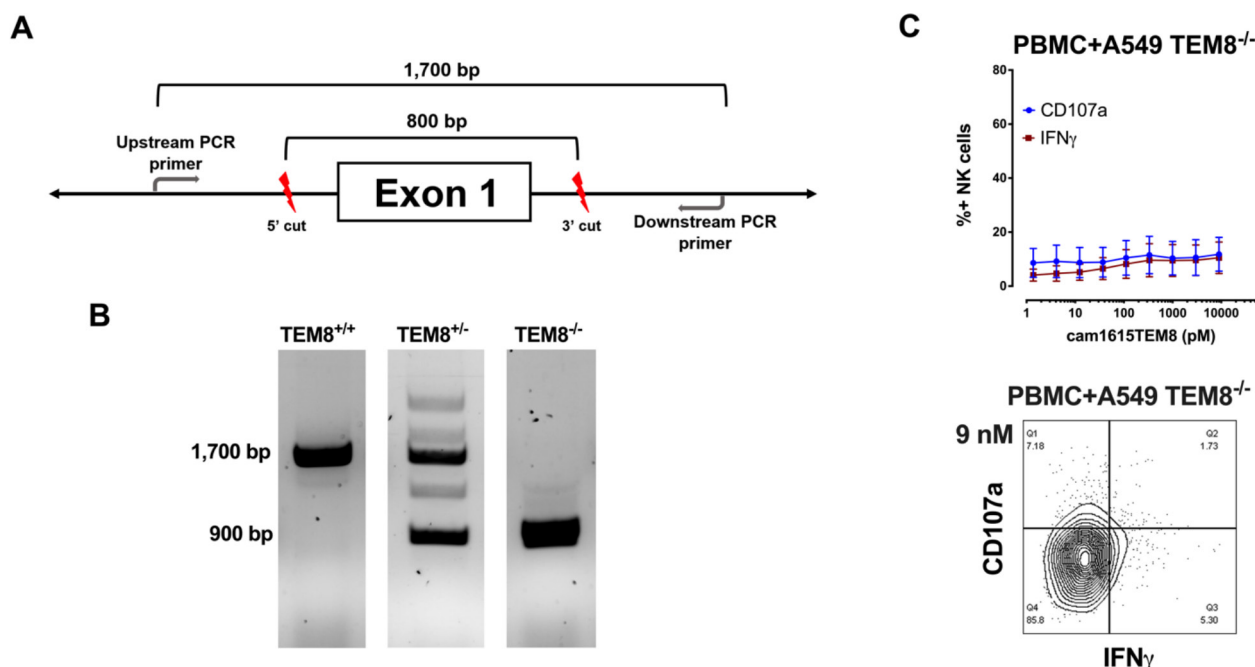 A
1,700 bp
800 bp
Upstream PCR
primer
Exon 1
5' cut
3' cut
Downstream PCR
primer
B
TEM8+/+
TEM8+/-
TEM8-/-
1,700 bp
900 bp
C
PBMC+A549 TEM8-/-
80
60
40
20
0
%+ NK cells
CD107a
IFNγ
1
10
100
1000
10000
cam1615TEM8 (pM)
PBMC+A549 TEM8-/-
9 nM
Q1
7.18
Q2
1.73
CD107a
Q4
85.8
Q3
5.30
IFNγ